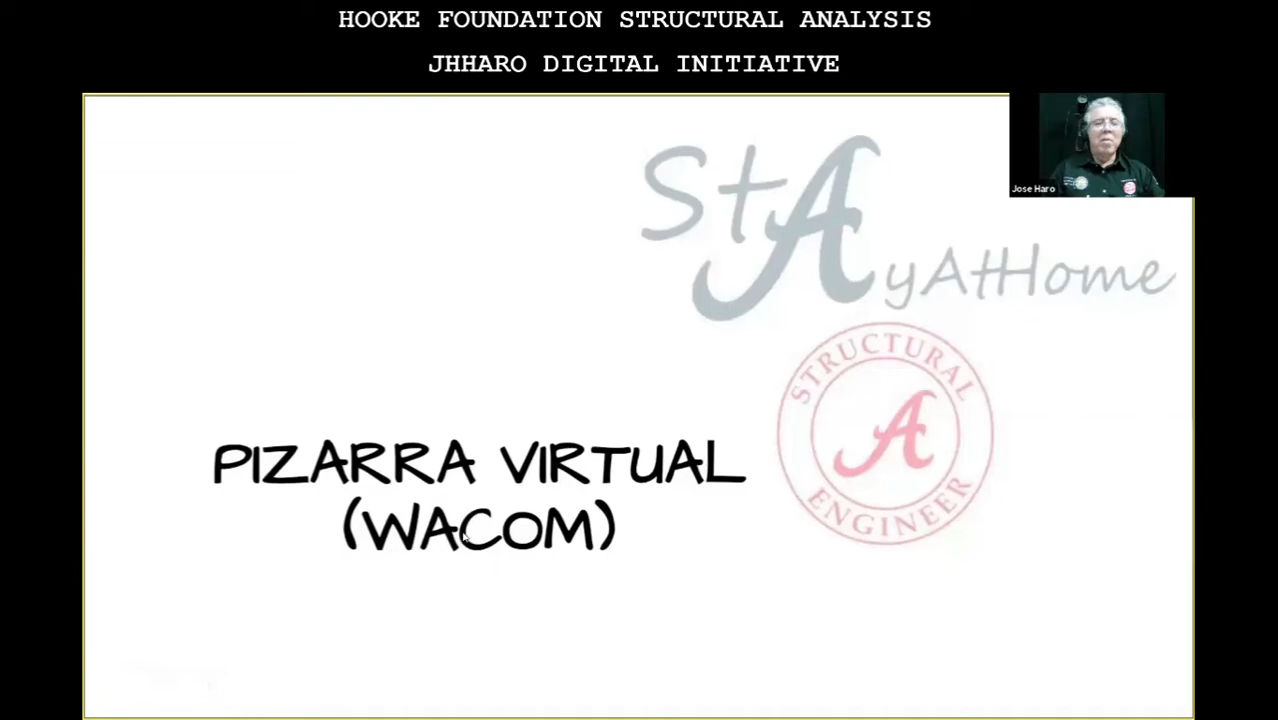 HOOKE FOUNDATION STRUCTURAL ANALYSIS
JHHARO DIGITAL INITIATIVE
Jose Haro
StAyAtHome
STRUCTURAL
A
ENGINEER
PIZARRA VIRTUAL
(WACOM)